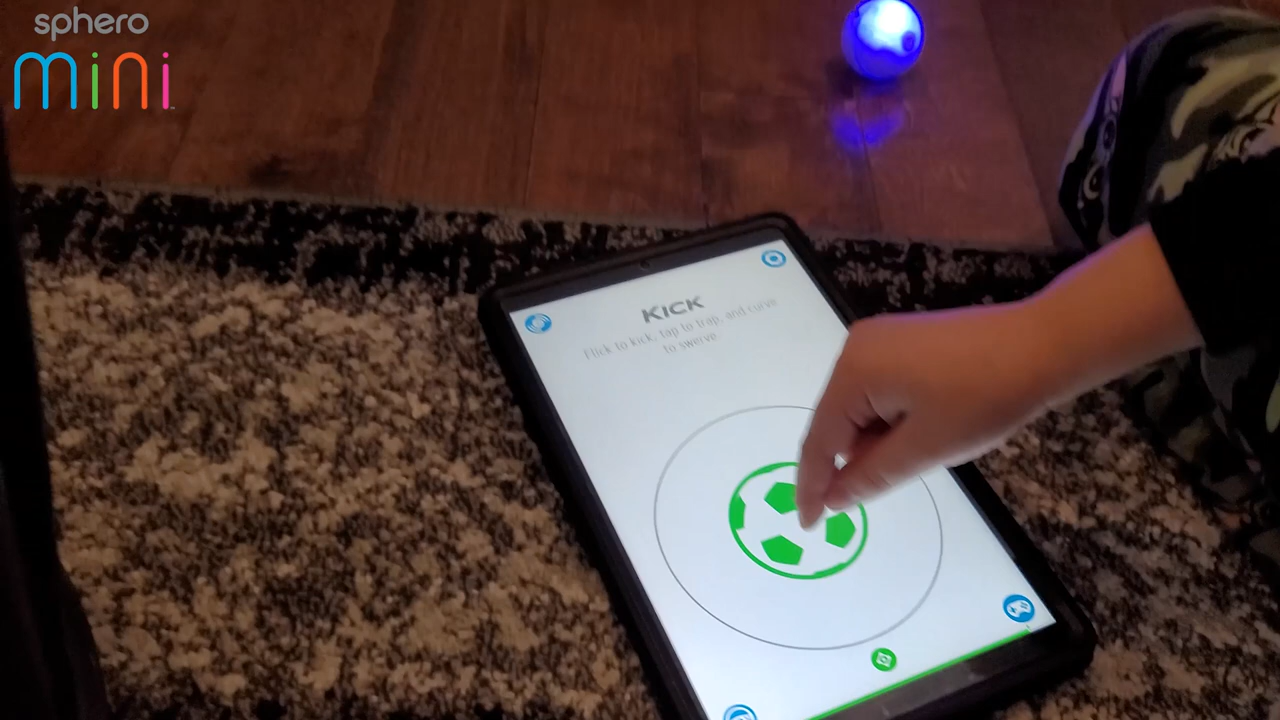 sphero
mini
KICK
Flick to kick, tap to trap, and curve
to swerve.